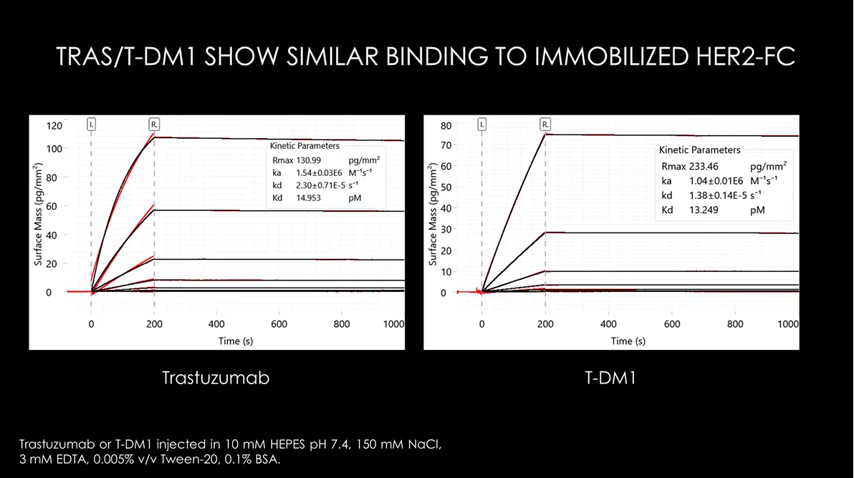 TRAS/T-DM1 SHOW SIMILAR BINDING TO IMMOBILIZED HER2-FC
120
100
80
60
40
20
0
Surface Mass (pg/mm²)
I.
R.
Kinetic Parameters
Rmax 130.99 pg/mm²
ka 1.54±0.03E6 M⁻¹s⁻¹
kd 2.30±0.71E-5 s⁻¹
Kd 14.953 pM
0 200 400 600 800 1000
Time (s)
80
70
60
50
40
30
20
10
0
Surface Mass (pg/mm²)
I.
R.
Kinetic Parameters
Rmax 233.46 pg/mm²
ka 1.04±0.01E6 M⁻¹s⁻¹
kd 1.38±0.14E-5 s⁻¹
Kd 13.249 pM
0 200 400 600 800 1000
Time (s)
Trastuzumab
T-DM1
Trastuzumab or T-DM1 injected in 10 mM HEPES pH 7.4, 150 mM NaCl,
3 mM EDTA, 0.005% v/v Tween-20, 0.1% BSA.